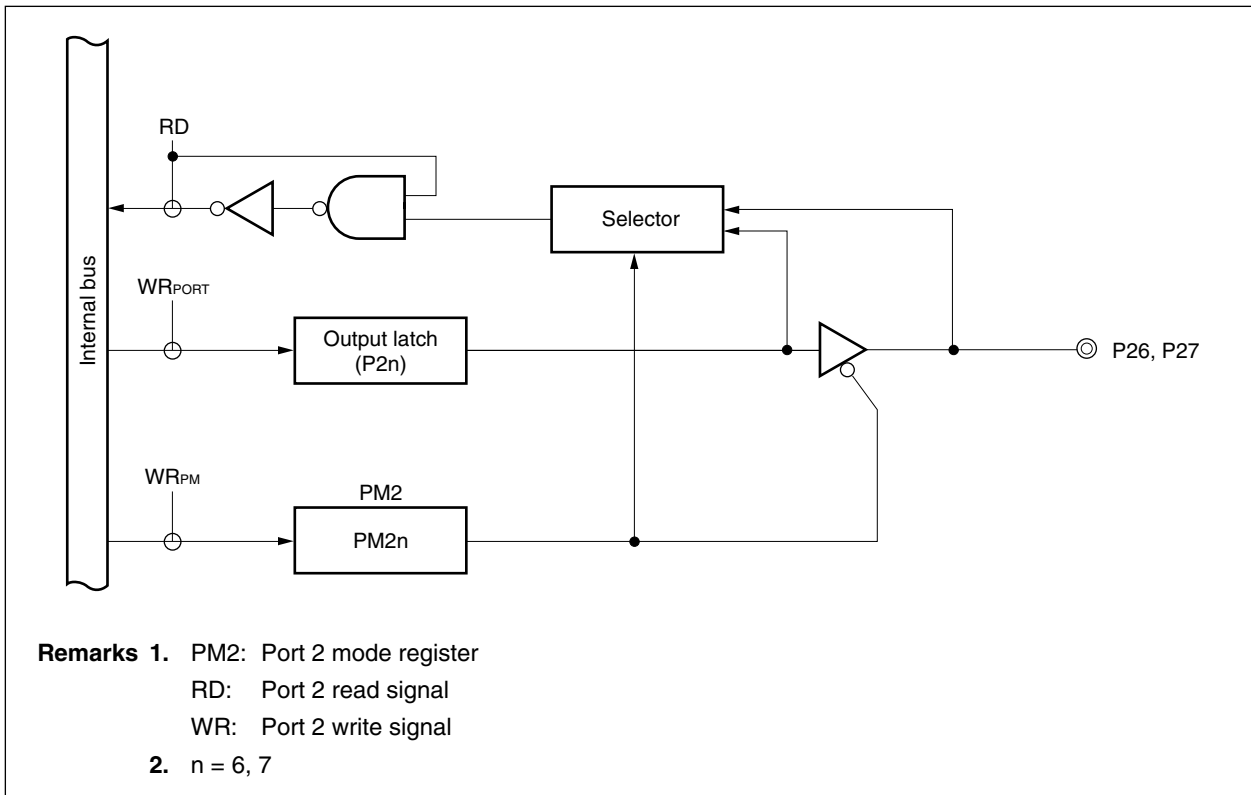 RD
Selector
Internal bus
WRPORT
Output latch
(P2n)
P26, P27
WRPM
PM2
PM2n
Remarks 1. PM2: Port 2 mode register
RD: Port 2 read signal
WR: Port 2 write signal
2. n = 6, 7